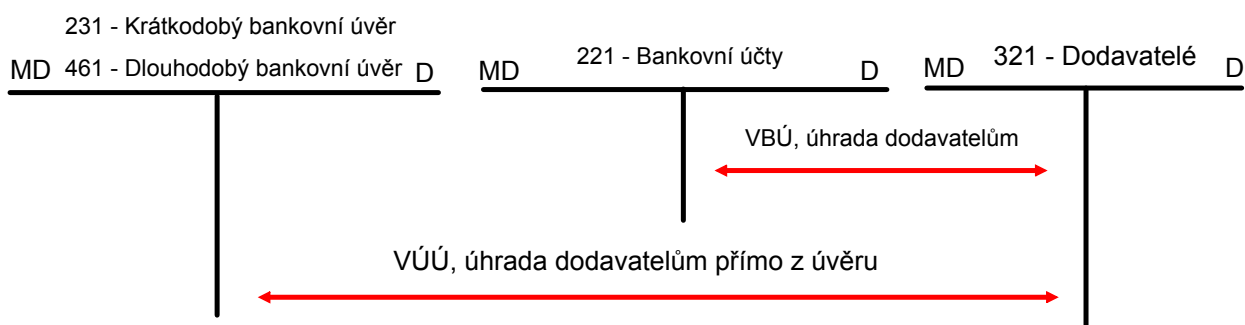 231 - Krátkodobý bankovní úvěr
MD 461 - Dlouhodobý bankovní úvěr D
MD 221 - Bankovní účty D
MD 321 - Dodavatelé D
VBÚ, úhrada dodavatelům
VÚÚ, úhrada dodavatelům přímo z úvěru